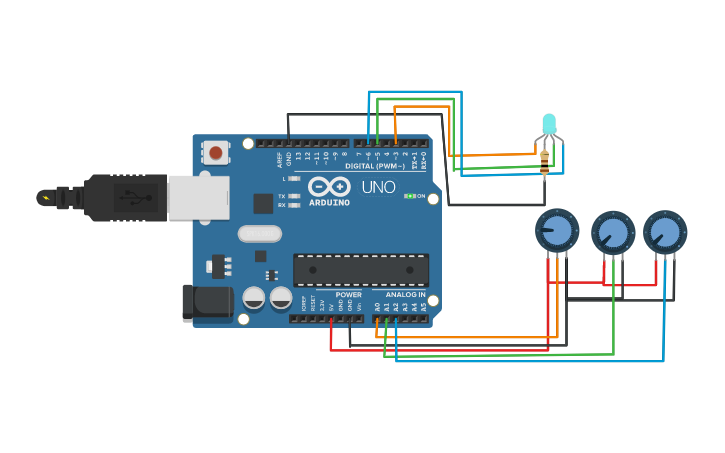 AREF
GND
13
12
~11
~10
~9
8
7
~6
~5
4
~3
2
TX→1
RX←0
DIGITAL (PWM~)
L
TX
RX
ARDUINO
UNO
ON
POWER
ANALOG IN
IOREF
RESET
3.3V
5V
GND
GND
Vin
A0
A1
A2
A3
A4
A5